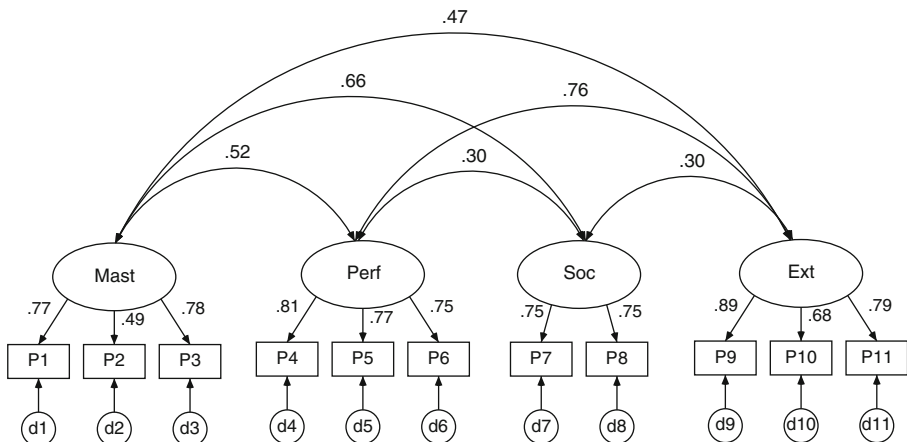 .47
.66 .76
.52 .30 .30
Mast Perf Soc Ext
.77 .49 .78 .81 .77 .75 .75 .75 .89 .68 .79
P1 P2 P3 P4 P5 P6 P7 P8 P9 P10 P11
d1 d2 d3 d4 d5 d6 d7 d8 d9 d10 d11